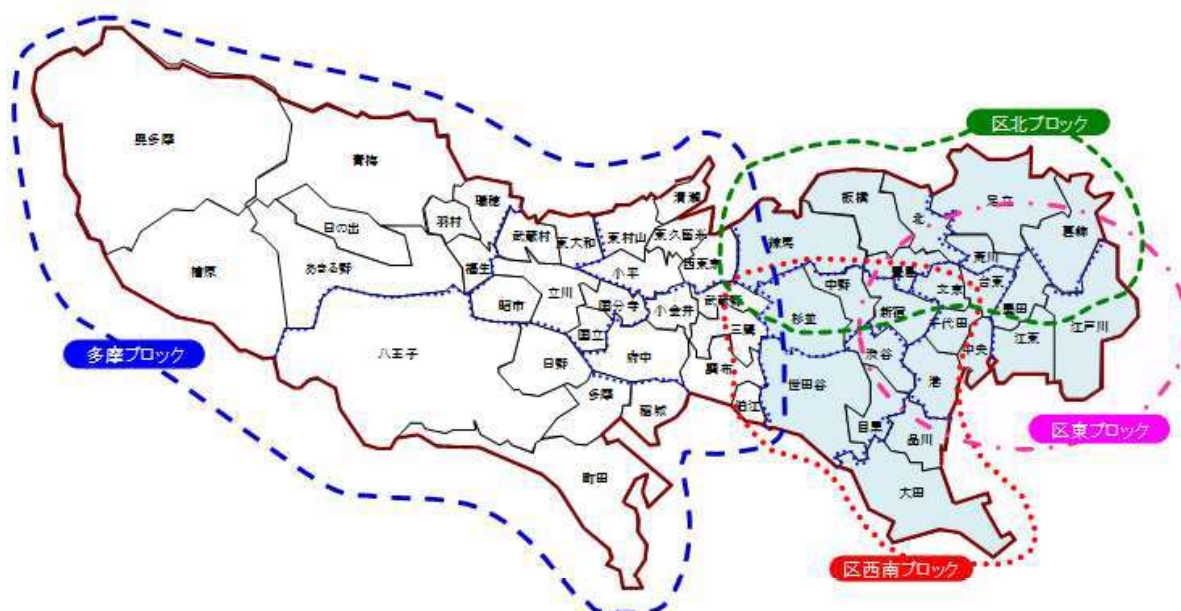 区北ブロック
奥多摩
青梅
清瀬
板橋
北
足立
葛飾
瑞穂
羽村
武蔵村
東大和
東村山
東久留米
西東京
練馬
荒川
日の出
檜原
あきる野
福生
小平
豊島
文京
台東
墨田
昭市
立川
国分寺
小金井
武蔵野
中野
杉並
新宿
千代田
江東
江戸川
国立
三鷹
中央
多摩ブロック
八王子
日野
府中
調布
渋谷
港
世田谷
多摩
稲城
狛江
目黒
品川
区東ブロック
町田
大田
区西南ブロック